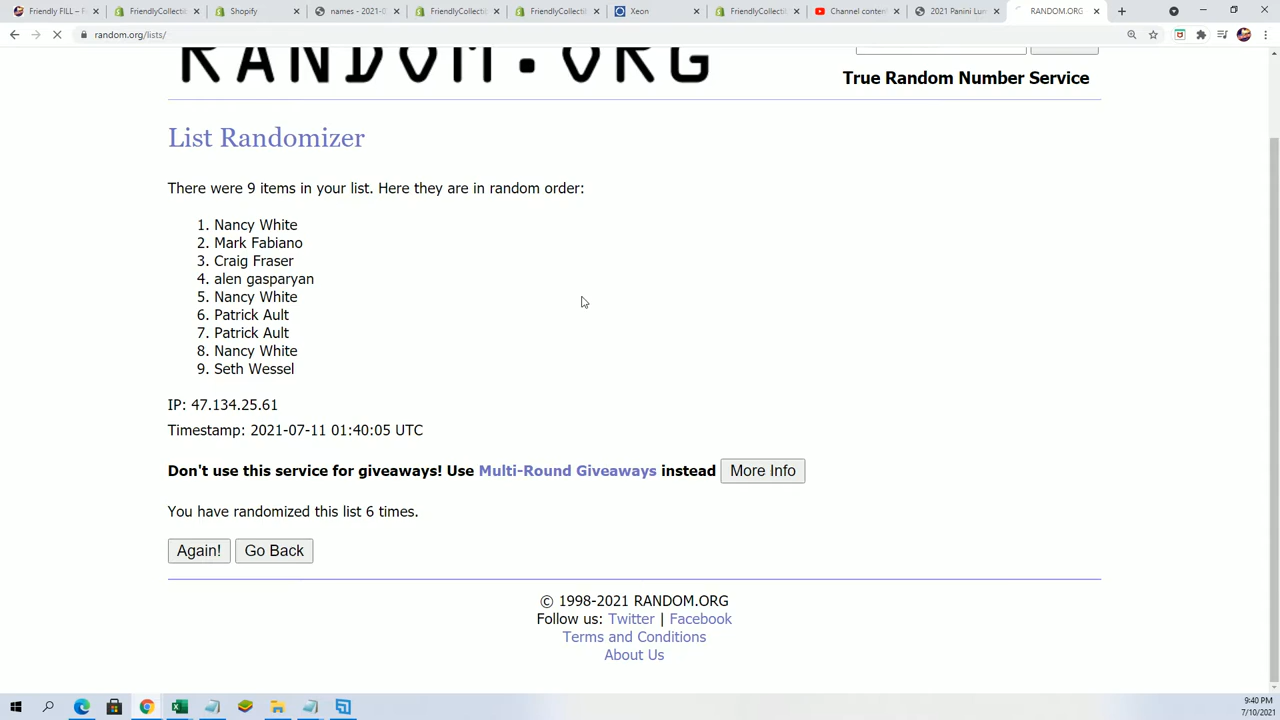 Friendly FILL – F
FriendlyCollecti
Shopify
names - 2021-0
FriendlyCollecti
FriendlyCollecti
Xeon
FriendlyCollecti
Channel content
2021 Panini Lum
RANDOM.ORG
random.org/lists/
RANDOM.ORG
True Random Number Service
List Randomizer
There were 9 items in your list. Here they are in random order:
1. Nancy White
2. Mark Fabiano
3. Craig Fraser
4. alen gasparyan
5. Nancy White
6. Patrick Ault
7. Patrick Ault
8. Nancy White
9. Seth Wessel
IP: 47.134.25.61
Timestamp: 2021-07-11 01:40:05 UTC
Don't use this service for giveaways! Use Multi-Round Giveaways instead More Info
You have randomized this list 6 times.
Again! Go Back
© 1998-2021 RANDOM.ORG
Follow us: Twitter | Facebook
Terms and Conditions
About Us
9:40 PM
7/10/2021